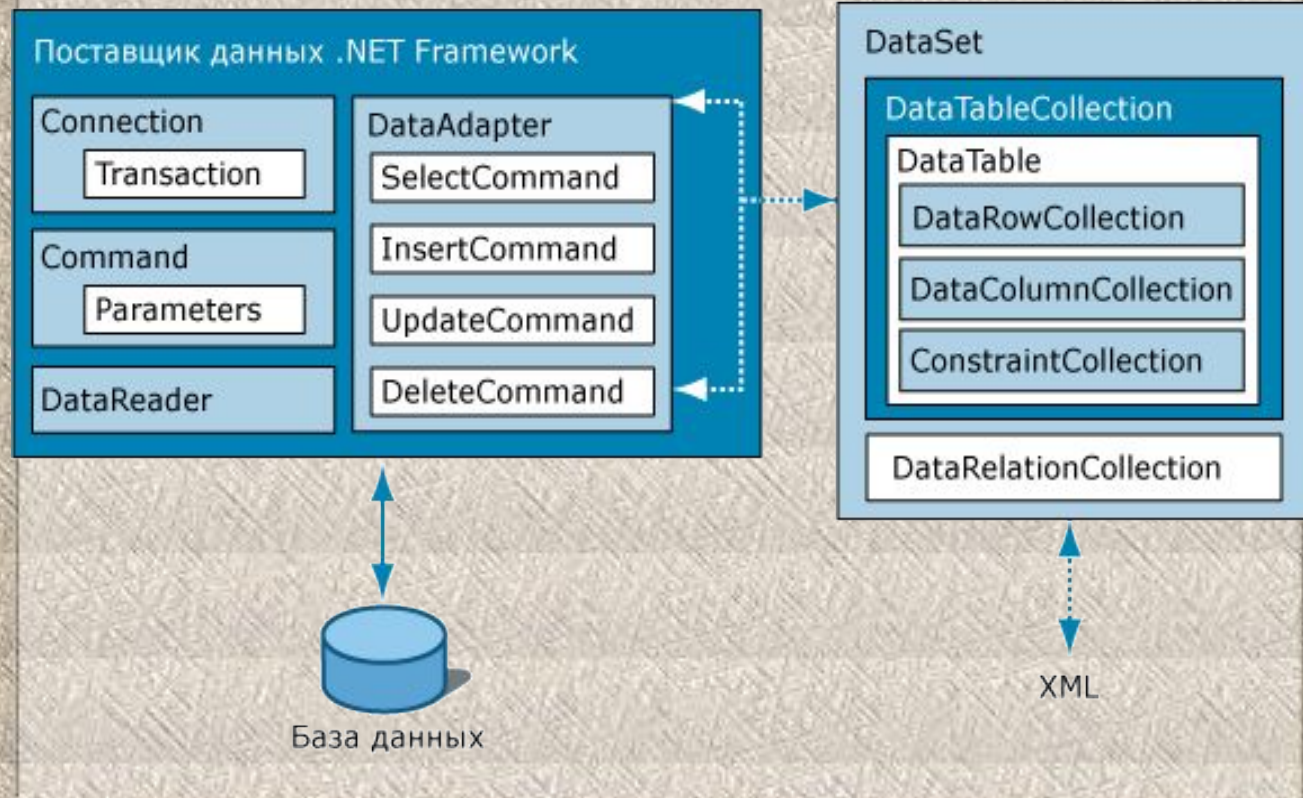 Поставщик данных .NET Framework
Connection
Transaction
Command
Parameters
DataReader
DataAdapter
SelectCommand
InsertCommand
UpdateCommand
DeleteCommand
База данных
DataSet
DataTableCollection
DataTable
DataRowCollection
DataColumnCollection
ConstraintCollection
DataRelationCollection
XML